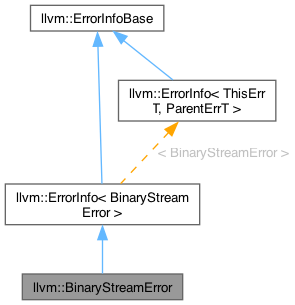 llvm::ErrorInfoBase
llvm::ErrorInfo< ThisErr
T, ParentErrT >
< BinaryStreamError >
llvm::ErrorInfo< BinaryStream
Error >
llvm::BinaryStreamError